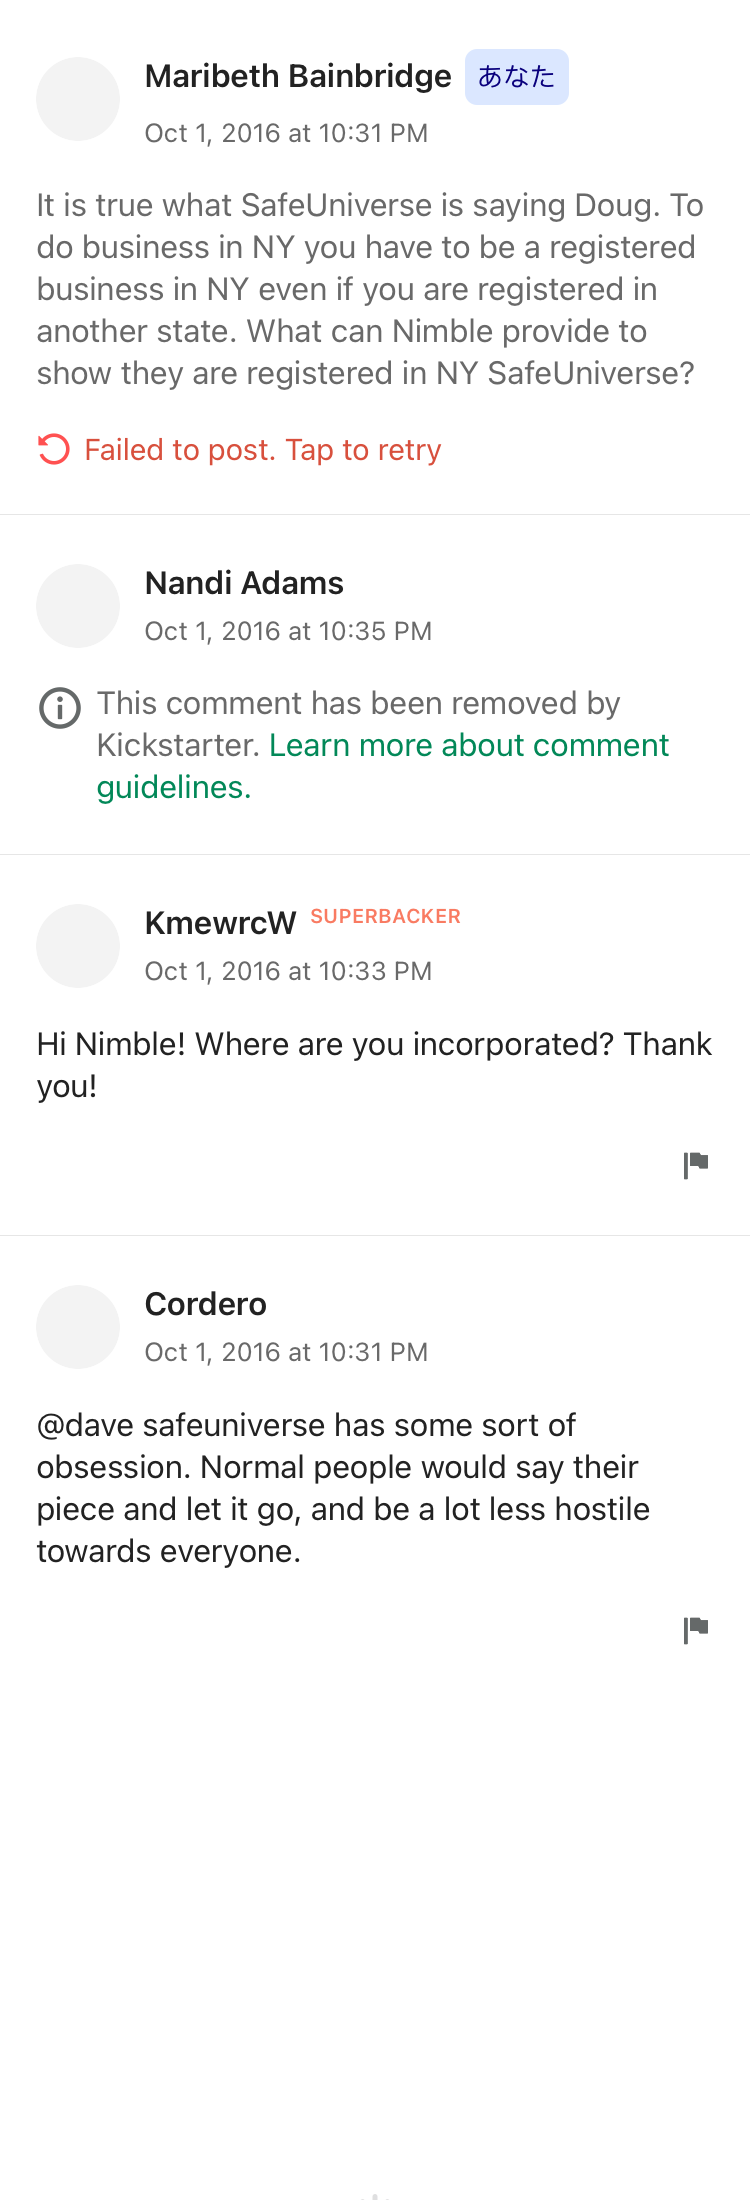 Maribeth Bainbridge あなた
Oct 1, 2016 at 10:31 PM
It is true what SafeUniverse is saying Doug. To
do business in NY you have to be a registered
business in NY even if you are registered in
another state. What can Nimble provide to
show they are registered in NY SafeUniverse?
Failed to post. Tap to retry
Nandi Adams
Oct 1, 2016 at 10:35 PM
This comment has been removed by
Kickstarter. Learn more about comment
guidelines.
KmewrcW SUPERBACKER
Oct 1, 2016 at 10:33 PM
Hi Nimble! Where are you incorporated? Thank
you!
Cordero
Oct 1, 2016 at 10:31 PM
@dave safeuniverse has some sort of
obsession. Normal people would say their
piece and let it go, and be a lot less hostile
towards everyone.